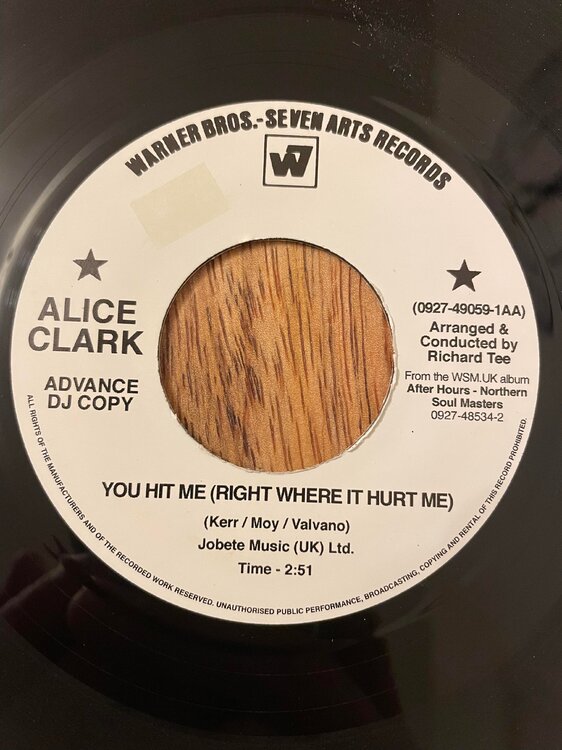 WARNER BROS.-SEVEN ARTS RECORDS
W7
ALICE
CLARK
ADVANCE
DJ COPY
(0927-49059-1AA)
Arranged &
Conducted by
Richard Tee
From the WSM.UK album
After Hours - Northern
Soul Masters
0927-48534-2
YOU HIT ME (RIGHT WHERE IT HURT ME)
(Kerr / Moy / Valvano)
Jobete Music (UK) Ltd.
Time - 2:51
ALL RIGHTS OF THE MANUFACTURERS AND OF THE RECORDED WORK RESERVED. UNAUTHORISED PUBLIC PERFORMANCE, BROADCASTING, COPYING AND RENTAL OF THIS RECORD PROHIBITED.